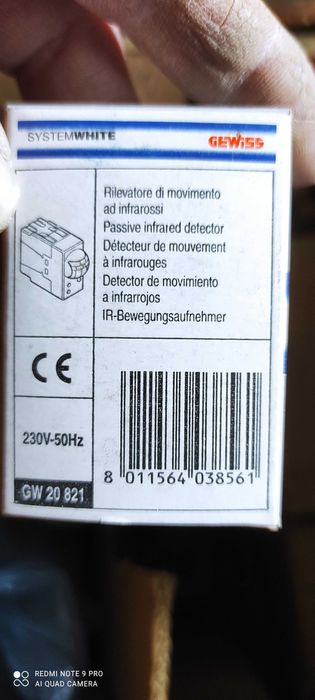 SYSTEMWHITE
GEWISS
Rilevatore di movimento
ad infrarossi
Passive infrared detector
Détecteur de mouvement
à infrarouges
Detector de movimiento
a infrarrojos
IR-Bewegungsaufnehmer
CE
230V-50Hz
GW 20 821
8 011564 038561
REDMI NOTE 9 PRO
AI QUAD CAMERA